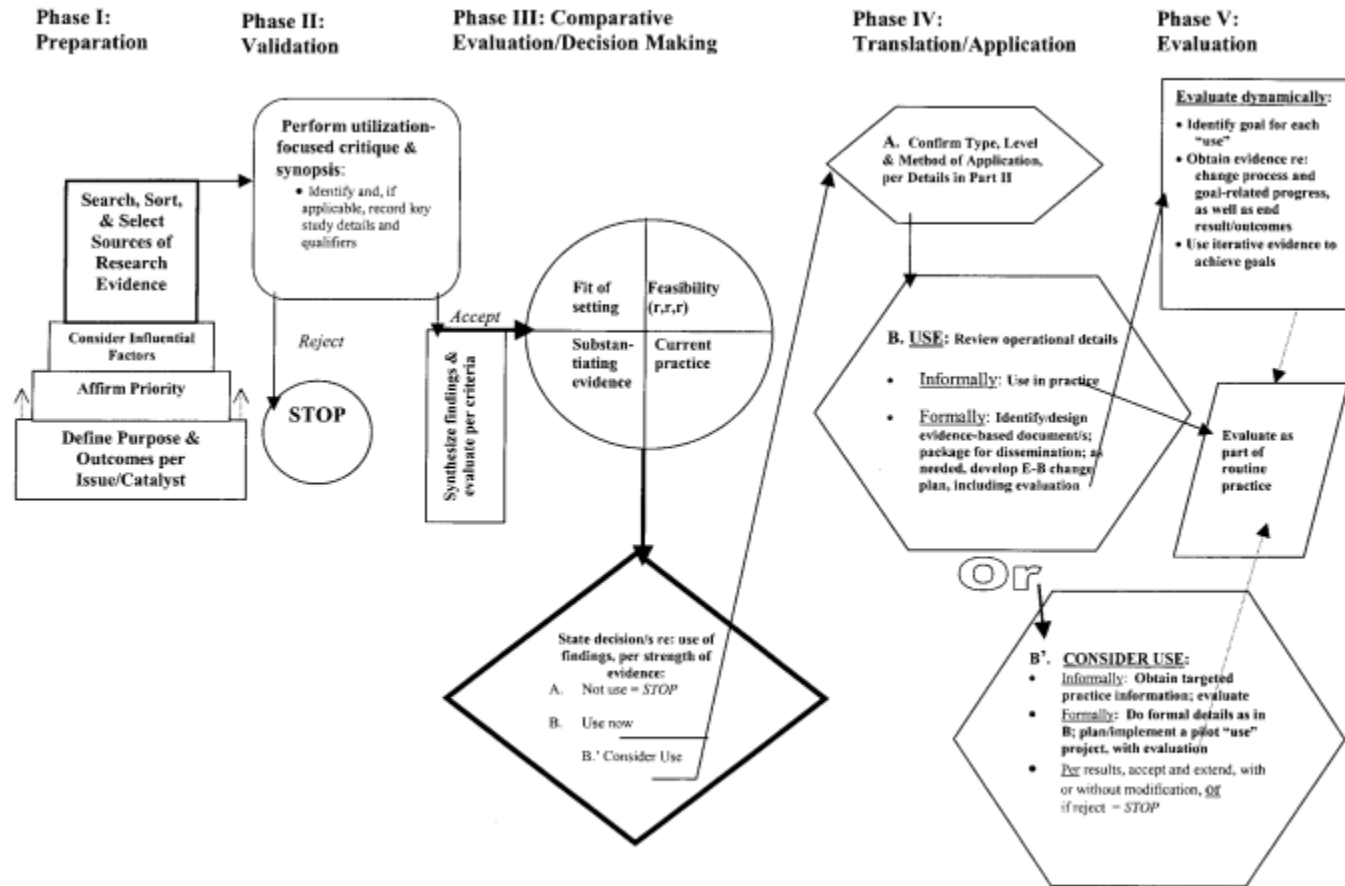 Phase I:
Preparation
Phase II:
Validation
Phase III: Comparative
Evaluation/Decision Making
Phase IV:
Translation/Application
Phase V:
Evaluation
Search, Sort,
& Select
Sources of
Research
Evidence
Consider Influential
Factors
Affirm Priority
Define Purpose &
Outcomes per
Issue/Catalyst
Perform utilization-
focused critique &
synopsis:
• Identify and, if
applicable, record key
study details and
qualifiers
Reject
STOP
Accept
Synthesize findings &
evaluate per criteria
Fit of
setting
Feasibility
(r,r,r)
Substan-
tiating
evidence
Current
practice
State decision/s re: use of
findings, per strength of
evidence:
A. Not use = STOP
B. Use now
B.' Consider Use
A. Confirm Type, Level
& Method of Application,
per Details in Part II
B. USE: Review operational details
• Informally: Use in practice
• Formally: Identify/design
evidence-based document/s;
package for dissemination; as
needed, develop E-B change
plan, including evaluation
Or
B'. CONSIDER USE:
• Informally: Obtain targeted
practice information; evaluate
• Formally: Do formal details as in
B; plan/implement a pilot “use”
project, with evaluation
• Per results, accept and extend, with
or without modification, or
if reject = STOP
Evaluate dynamically:
• Identify goal for each
“use”
• Obtain evidence re:
change process and
goal-related progress,
as well as end
result/outcomes
• Use iterative evidence to
achieve goals
Evaluate as
part of
routine
practice